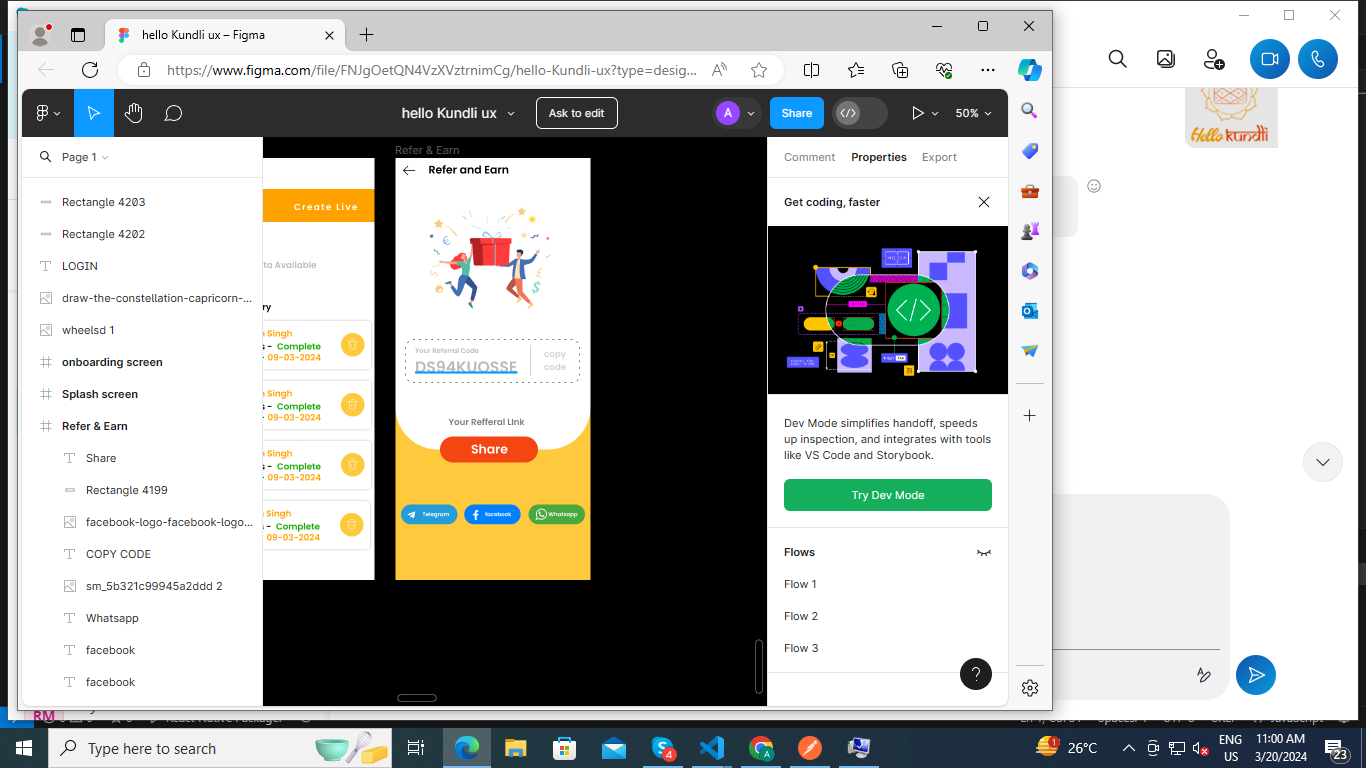 hello Kundli ux – Figma
https://www.figma.com/file/FNJgOetQN4VzXVztrnimCg/hello-Kundli-ux?type=desig...
hello Kundli ux
Ask to edit
A
Share
50%
Page 1
Rectangle 4203
Rectangle 4202
LOGIN
draw-the-constellation-capricorn-...
wheelsd 1
onboarding screen
Splash screen
Refer & Earn
Share
Rectangle 4199
facebook-logo-facebook-logo...
COPY CODE
sm_5b321c99945a2ddd 2
Whatsapp
facebook
facebook
Create Live
ta Available
ry
Singh
s - Complete
- 09-03-2024
Singh
s - Complete
- 09-03-2024
Singh
s - Complete
- 09-03-2024
Singh
s - Complete
- 09-03-2024
Refer & Earn
Refer and Earn
Your Referral Code
DS94KUOSSE
copy
code
Your Refferal LInk
Share
Telegram
facebook
Whatsapp
Comment
Properties
Export
Get coding, faster
Dev Mode simplifies handoff, speeds
up inspection, and integrates with tools
like VS Code and Storybook.
Try Dev Mode
Flows
Flow 1
Flow 2
Flow 3
?
Hello kundli
RM
React Native Packager
Type here to search
4
A
1
26°C
ENG
US
11:00 AM
3/20/2024
23